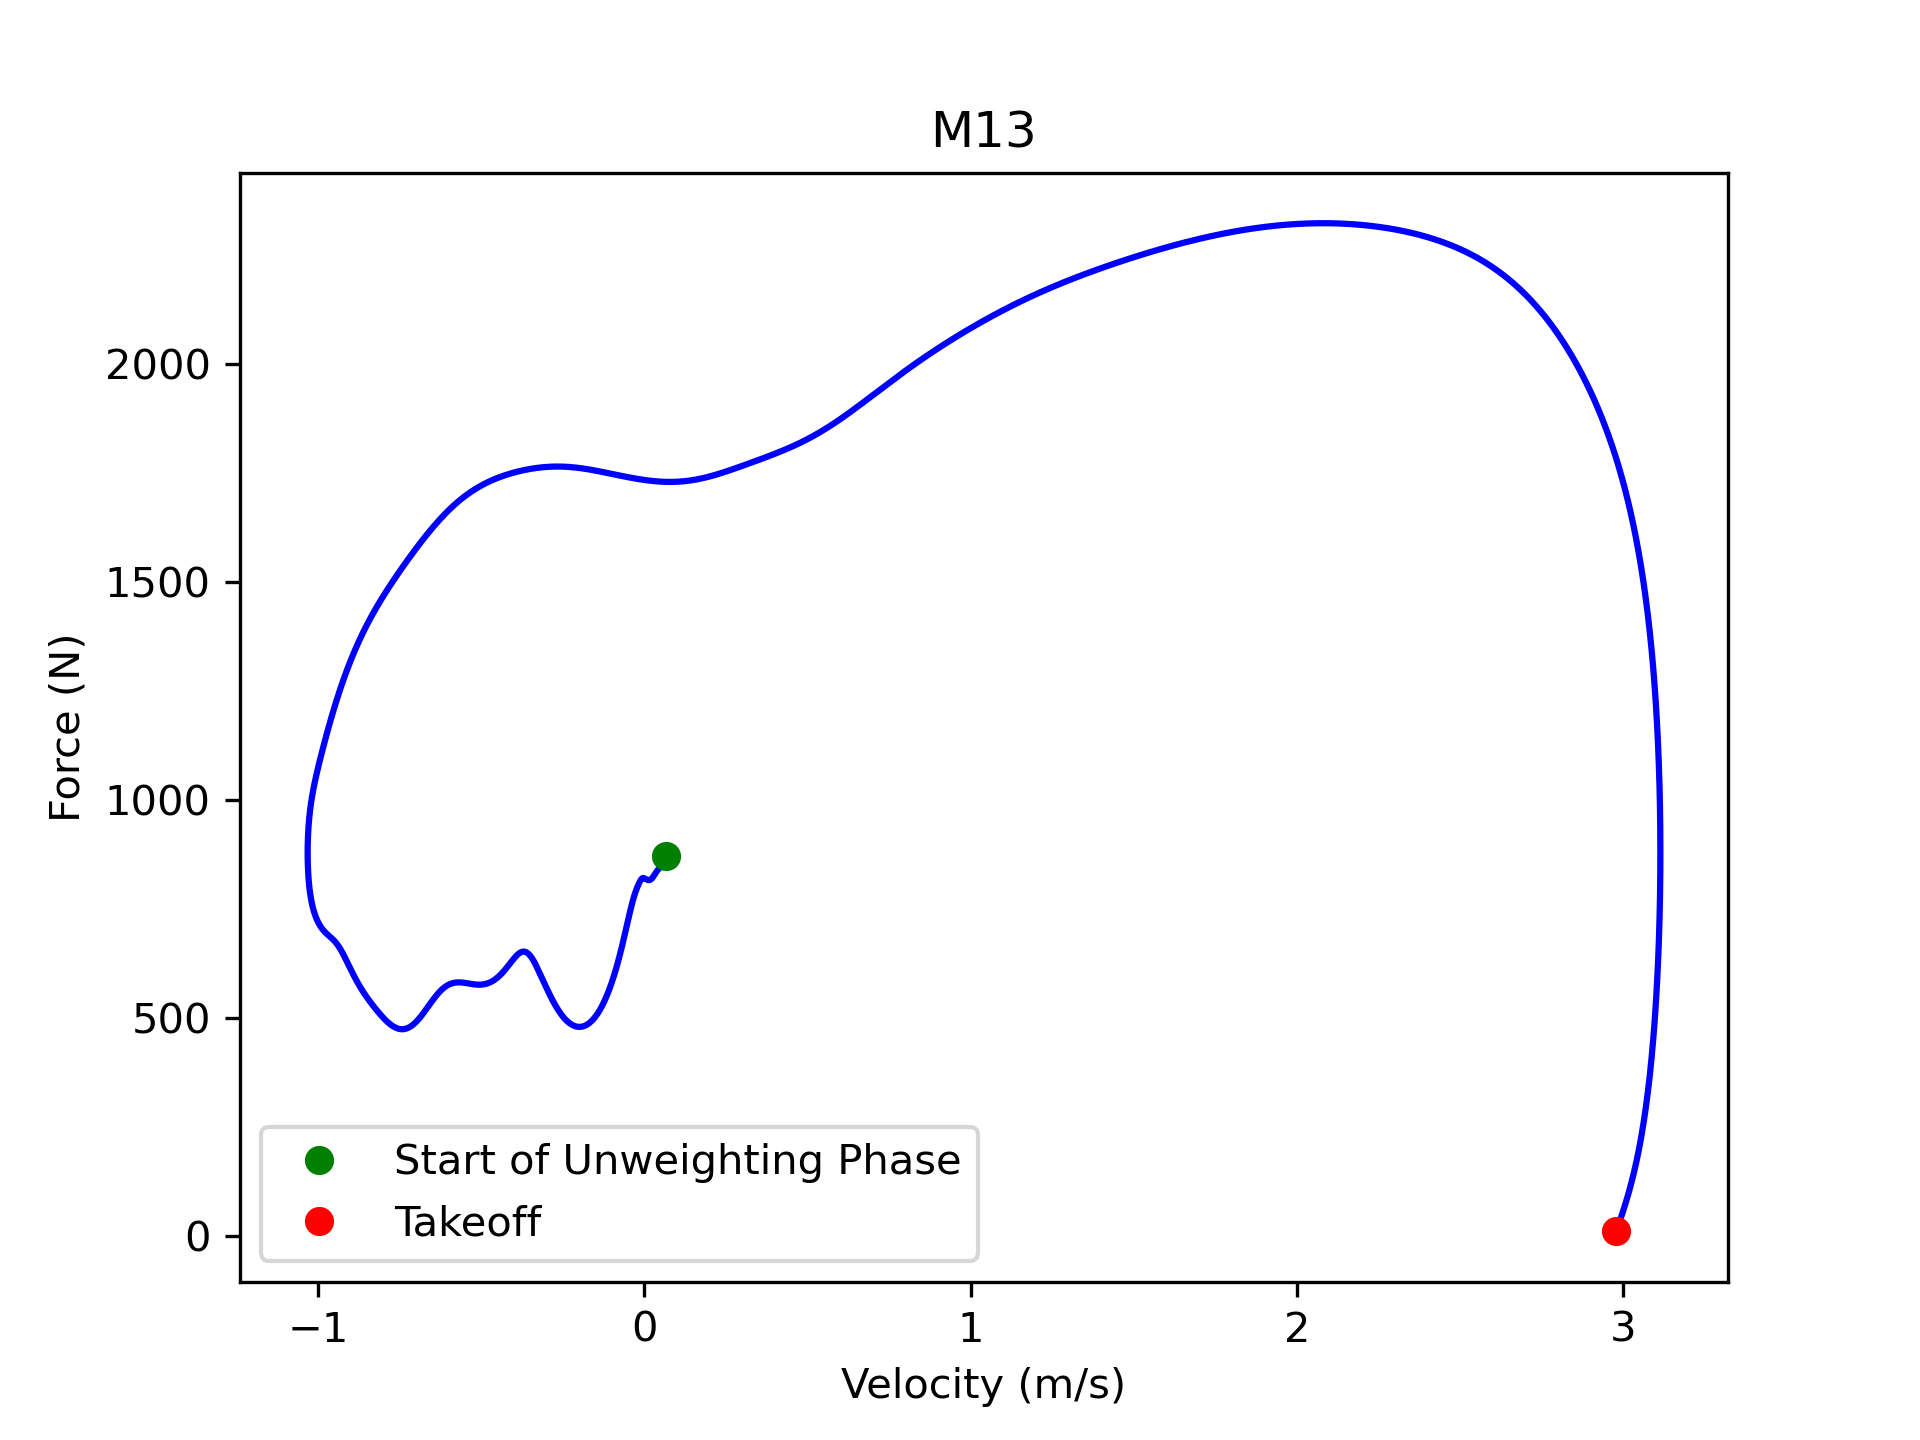 M13
Force (N)
2000
1500
1000
500
0
Start of Unweighting Phase
Takeoff
−1 0 1 2 3
Velocity (m/s)